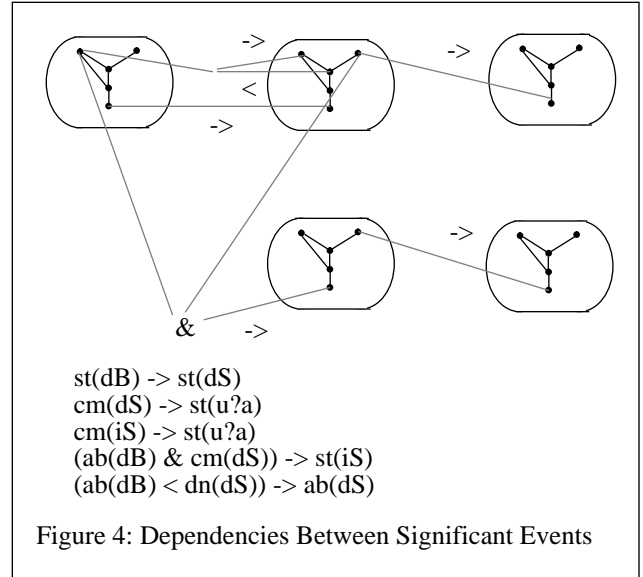 ->
->
<
->
->
&
->
st(dB) -> st(dS)
cm(dS) -> st(u?a)
cm(iS) -> st(u?a)
(ab(dB) & cm(dS)) -> st(iS)
(ab(dB) < dn(dS)) -> ab(dS)
Figure 4: Dependencies Between Significant Events